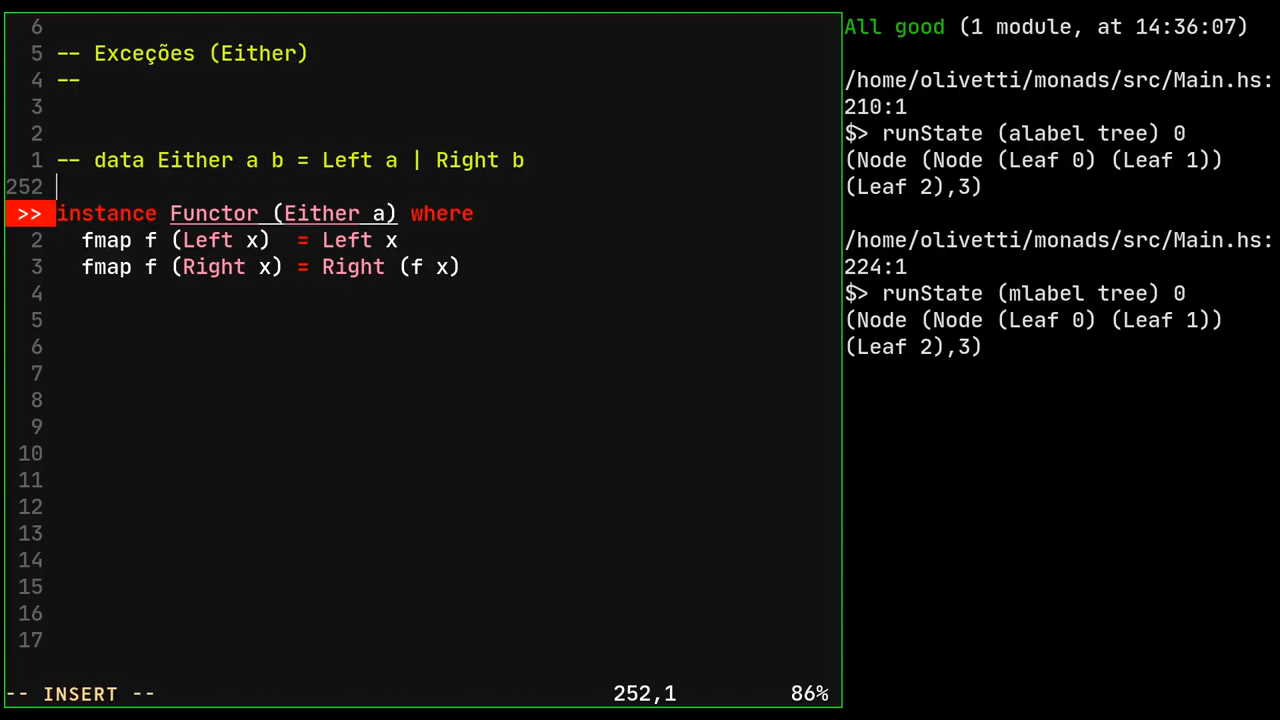 6
5 -- Exceções (Either)
4 --
3
2
1 -- data Either a b = Left a | Right b
252
>> instance Functor (Either a) where
2 fmap f (Left x)  = Left x
3 fmap f (Right x) = Right (f x)
4
5
6
7
8
9
10
11
12
13
14
15
16
17
-- INSERT -- 252,1 86%
All good (1 module, at 14:36:07)
/home/olivetti/monads/src/Main.hs:
210:1
$> runState (alabel tree) 0
(Node (Node (Leaf 0) (Leaf 1))
(Leaf 2),3)
/home/olivetti/monads/src/Main.hs:
224:1
$> runState (mlabel tree) 0
(Node (Node (Leaf 0) (Leaf 1))
(Leaf 2),3)